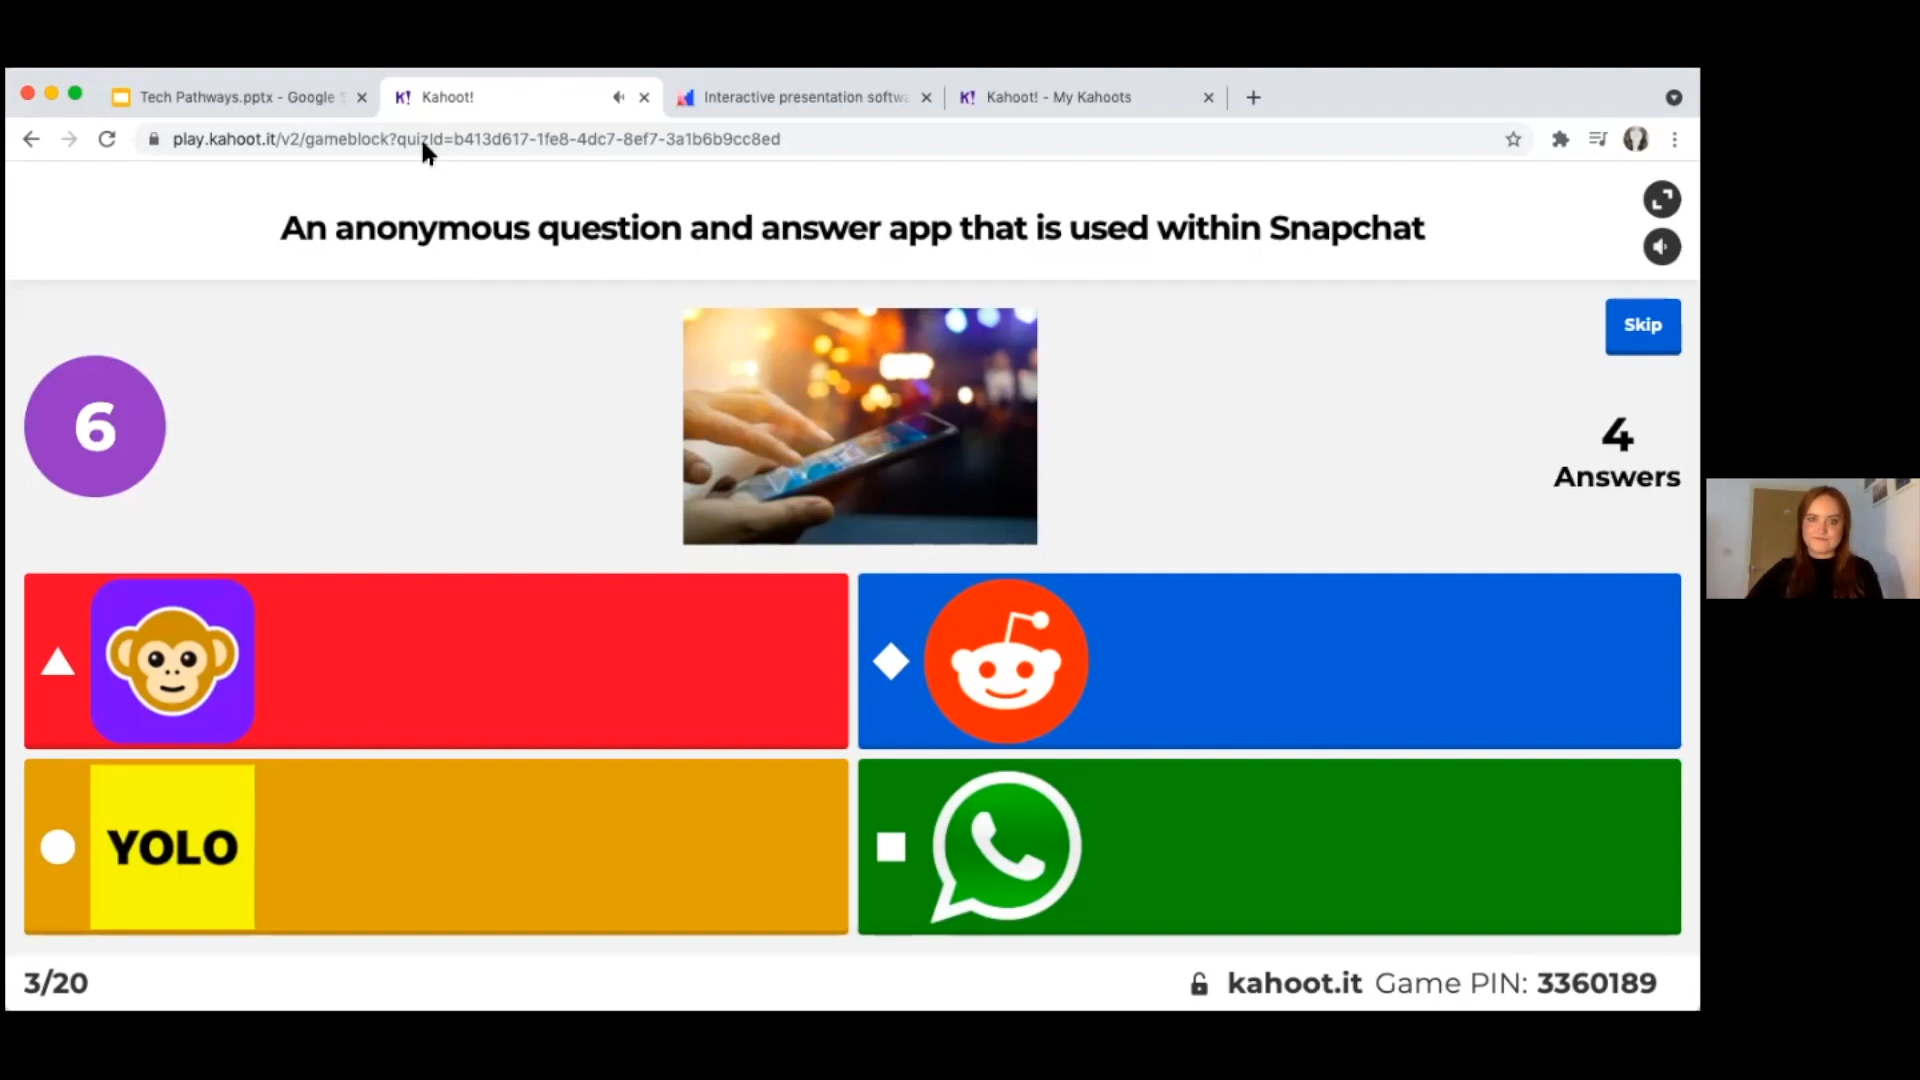 Tech Pathways.pptx - Google S
Kahoot!
Interactive presentation softwa
K! Kahoot! - My Kahoots
play.kahoot.it/v2/gameblock?quizId=b413d617-1fe8-4dc7-8ef7-3a1b6b9cc8ed
An anonymous question and answer app that is used within Snapchat
Skip
6
4
Answers
YOLO
3/20
kahoot.it Game PIN: 3360189